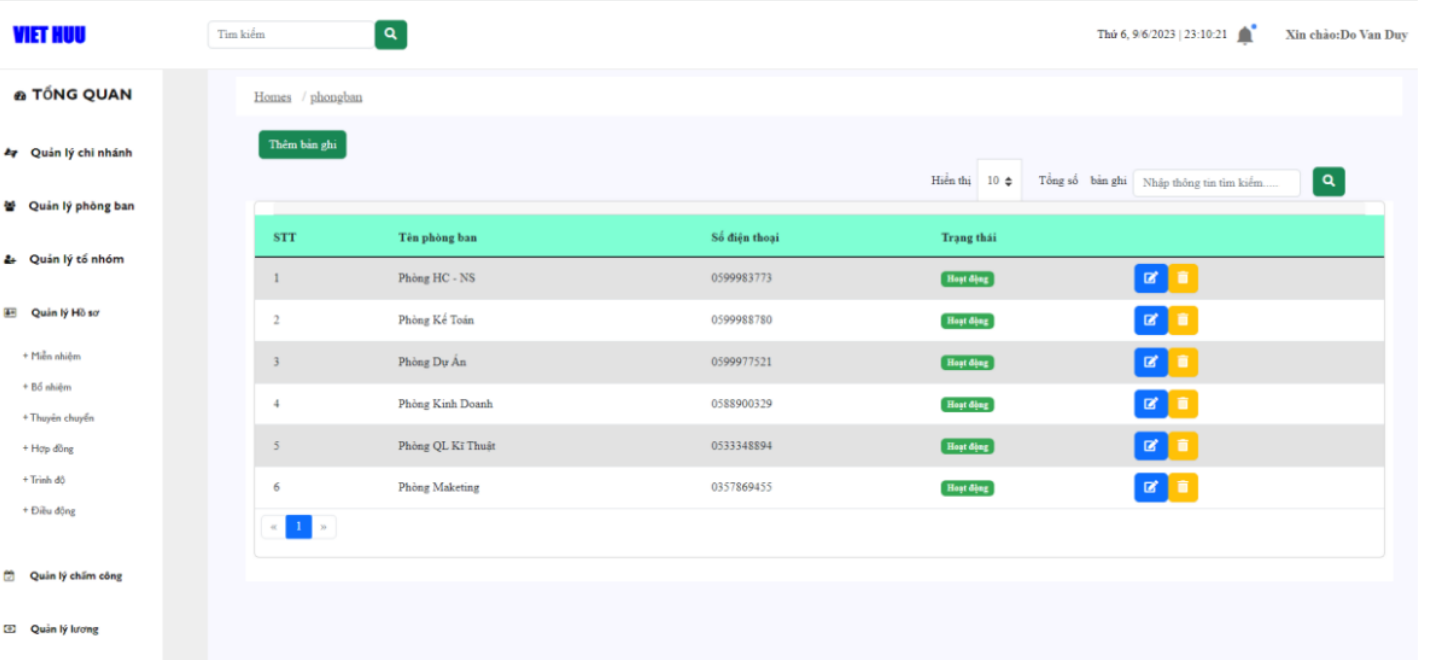 VIET HUU
Tìm kiếm
Thứ 6, 9/6/2023 | 23:10:21
Xin chào:Do Van Duy
TỔNG QUAN
Quản lý chi nhánh
Quản lý phòng ban
Quản lý tổ nhóm
Quản lý Hồ sơ
+ Miễn nhiệm
+ Bổ nhiệm
+ Thuyên chuyển
+ Hợp đồng
+ Trình độ
+ Điều động
Quản lý chấm công
Quản lý lương
Homes / phongban
Thêm bản ghi
Hiển thị 10 Tổng số bản ghi Nhập thông tin tìm kiếm.....
STT Tên phòng ban Số điện thoại Trạng thái
1 Phòng HC - NS 0599983773 Hoạt động
2 Phòng Kế Toán 0599988780 Hoạt động
3 Phòng Dự Án 0599977521 Hoạt động
4 Phòng Kinh Doanh 0588900329 Hoạt động
5 Phòng QL Kĩ Thuật 0533348894 Hoạt động
6 Phòng Maketing 0357869455 Hoạt động
« 1 »